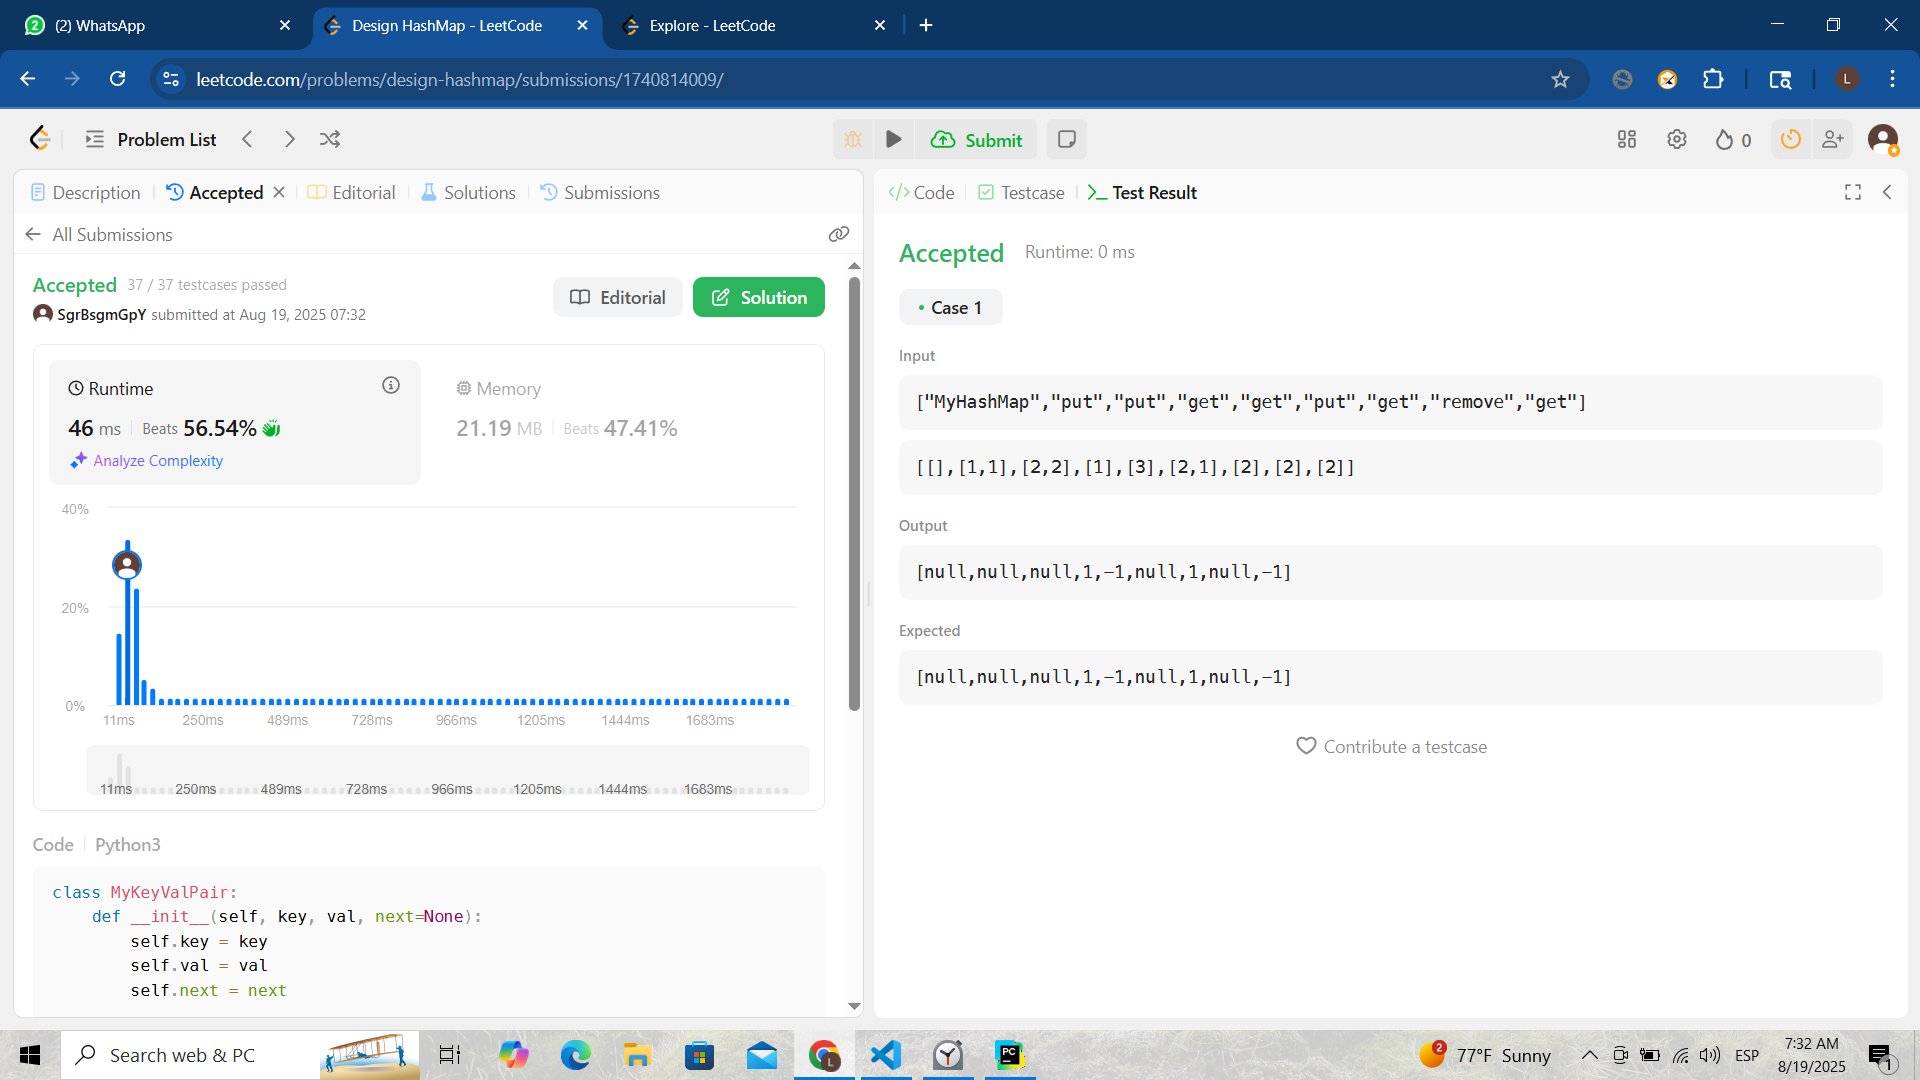 2 (2) WhatsApp
Design HashMap - LeetCode
Explore - LeetCode
leetcode.com/problems/design-hashmap/submissions/1740814009/
L
Problem List
Submit
0
Description
Accepted
Editorial
Solutions
Submissions
All Submissions
Accepted 37 / 37 testcases passed
SgrBsgmGpY submitted at Aug 19, 2025 07:32
Editorial
Solution
Runtime
46 ms Beats 56.54%
Analyze Complexity
Memory
21.19 MB Beats 47.41%
40%
20%
0%
11ms 250ms 489ms 728ms 966ms 1205ms 1444ms 1683ms
11ms 250ms 489ms 728ms 966ms 1205ms 1444ms 1683ms
Code Python3
class MyKeyValPair:
    def __init__(self, key, val, next=None):
        self.key = key
        self.val = val
        self.next = next
Code
Testcase
Test Result
Accepted Runtime: 0 ms
Case 1
Input
["MyHashMap","put","put","get","get","put","get","remove","get"]
[[],[1,1],[2,2],[1],[3],[2,1],[2],[2],[2]]
Output
[null,null,null,1,-1,null,1,null,-1]
Expected
[null,null,null,1,-1,null,1,null,-1]
Contribute a testcase
Search web & PC
L
PC
2
77°F Sunny
ESP
7:32 AM
8/19/2025
1